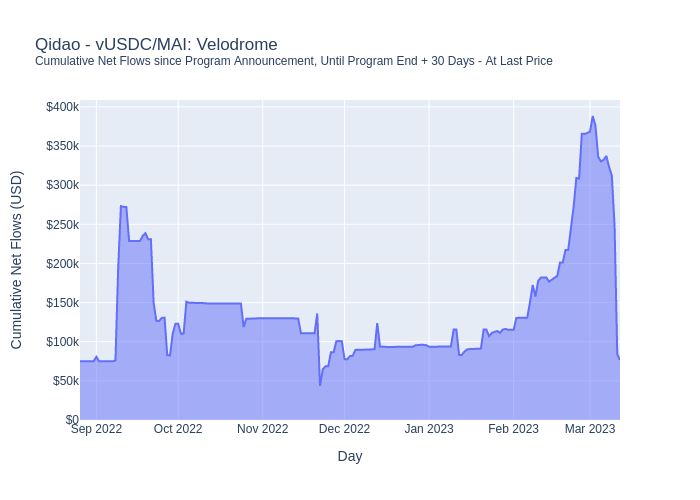 Qidao - vUSDC/MAI: Velodrome
Cumulative Net Flows since Program Announcement, Until Program End + 30 Days - At Last Price
$400k
$350k
$300k
$250k
$200k
$150k
$100k
$50k
$0
Cumulative Net Flows (USD)
Sep 2022 Oct 2022 Nov 2022 Dec 2022 Jan 2023 Feb 2023 Mar 2023
Day